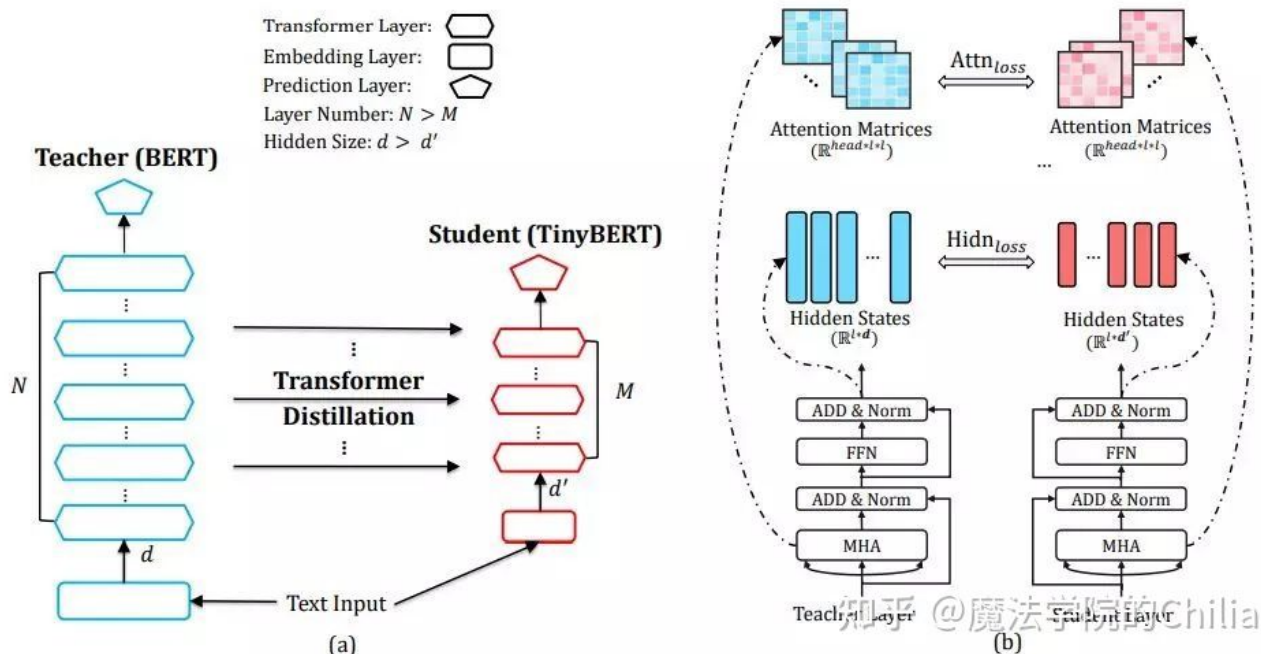 Transformer Layer:
Embedding Layer:
Prediction Layer:
Layer Number: N > M
Hidden Size: d > d′
Teacher (BERT)
Student (TinyBERT)
N
Transformer
Distillation
M
d
d′
Text Input
(a)
Attn_loss
Attention Matrices
(ℝ^{head*l*l})
Attention Matrices
(ℝ^{head*l*l})
...
Hidn_loss
Hidden States
(ℝ^{l*d})
Hidden States
(ℝ^{l*d′})
ADD & Norm
ADD & Norm
FFN
FFN
ADD & Norm
ADD & Norm
MHA
MHA
Teacher Layer
Student Layer
知乎 @魔法学院的Chilia
(b)